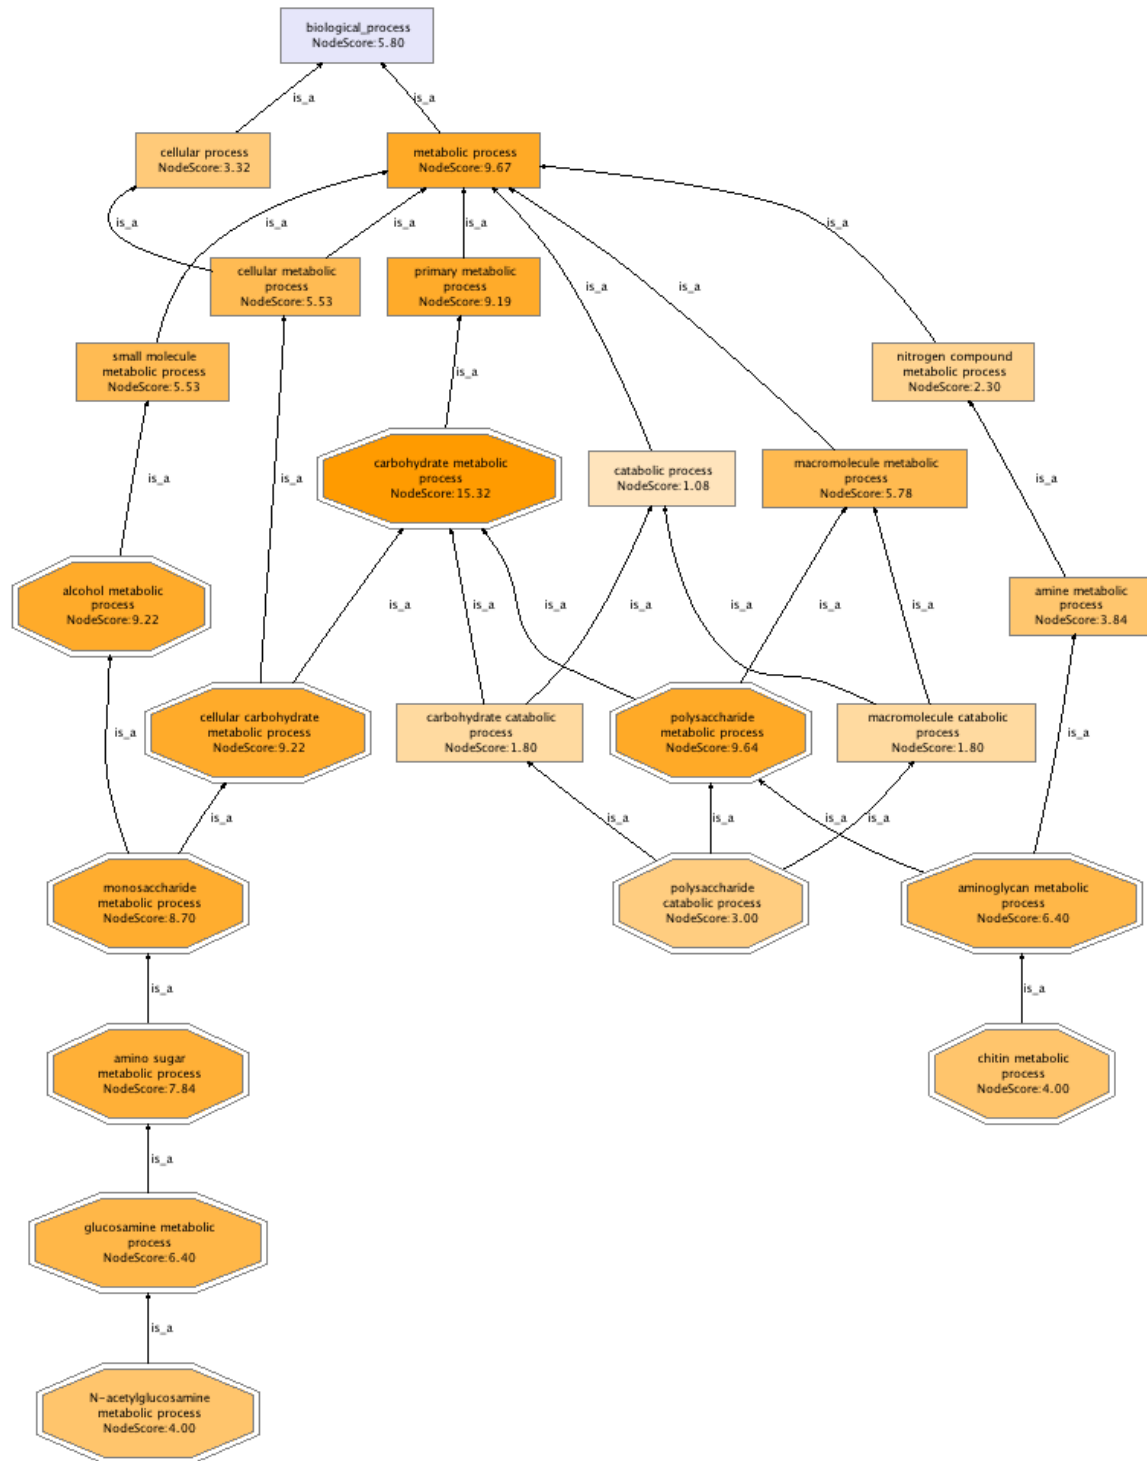 biological_process
NodeScore:5.80
is_a
is_a
cellular process
NodeScore:3.32
metabolic process
NodeScore:9.67
is_a
is_a
is_a
is_a
is_a
cellular metabolic
process
NodeScore:5.53
primary metabolic
process
NodeScore:9.19
is_a
is_a
small molecule
metabolic process
NodeScore:5.53
nitrogen compound
metabolic process
NodeScore:2.30
is_a
carbohydrate metabolic
process
NodeScore:15.32
catabolic process
NodeScore:1.08
macromolecule metabolic
process
NodeScore:5.78
is_a
is_a
is_a
alcohol metabolic
process
NodeScore:9.22
amine metabolic
process
NodeScore:3.84
is_a
is_a
is_a
is_a
is_a
is_a
is_a
cellular carbohydrate
metabolic process
NodeScore:9.22
carbohydrate catabolic
process
NodeScore:1.80
polysaccharide
metabolic process
NodeScore:9.64
macromolecule catabolic
process
NodeScore:1.80
is_a
is_a
is_a
is_a
is_a
is_a
is_a
monosaccharide
metabolic process
NodeScore:8.70
polysaccharide
catabolic process
NodeScore:3.00
aminoglycan metabolic
process
NodeScore:6.40
is_a
is_a
amino sugar
metabolic process
NodeScore:7.84
chitin metabolic
process
NodeScore:4.00
is_a
glucosamine metabolic
process
NodeScore:6.40
is_a
N-acetylglucosamine
metabolic process
NodeScore:4.00